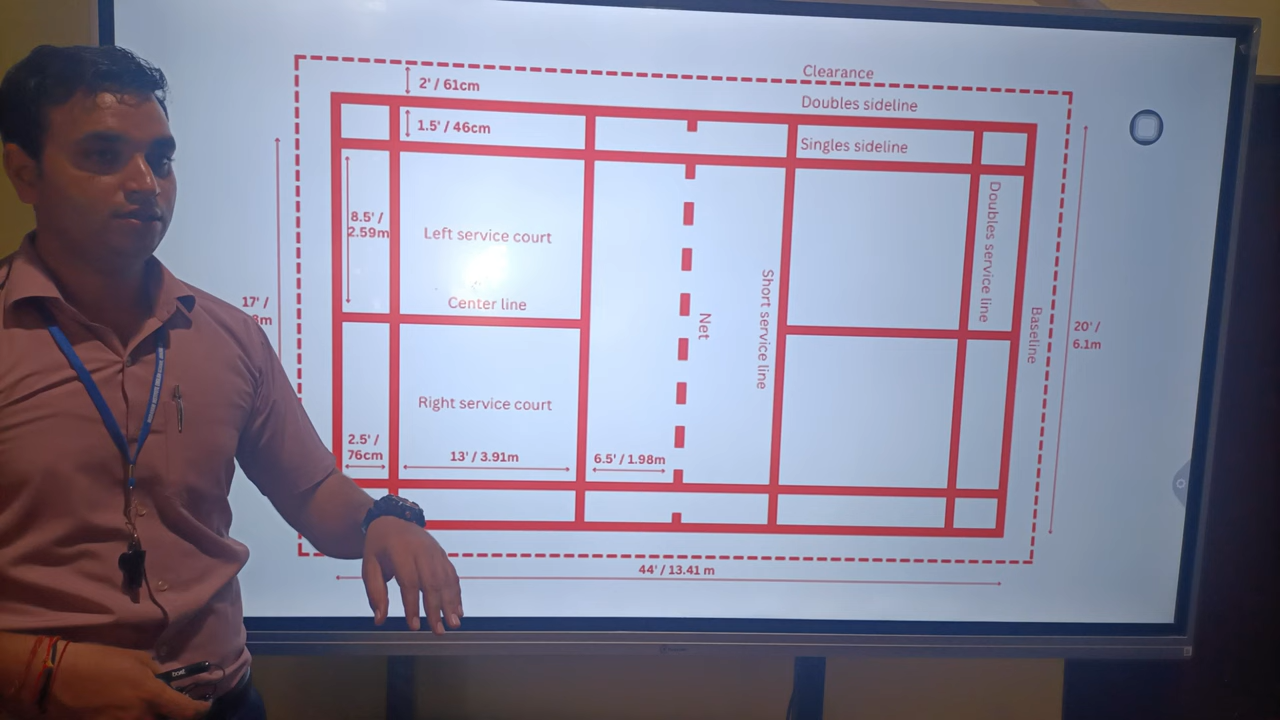 Clearance
2' / 61cm
Doubles sideline
1.5' / 46cm
Singles sideline
8.5' /
2.59m
Left service court
Doubles service line
Center line
17' /
Net
Short service line
Baseline
20' /
6.1m
Right service court
2.5' /
76cm
13' / 3.91m
6.5' / 1.98m
44' / 13.41 m
boAt